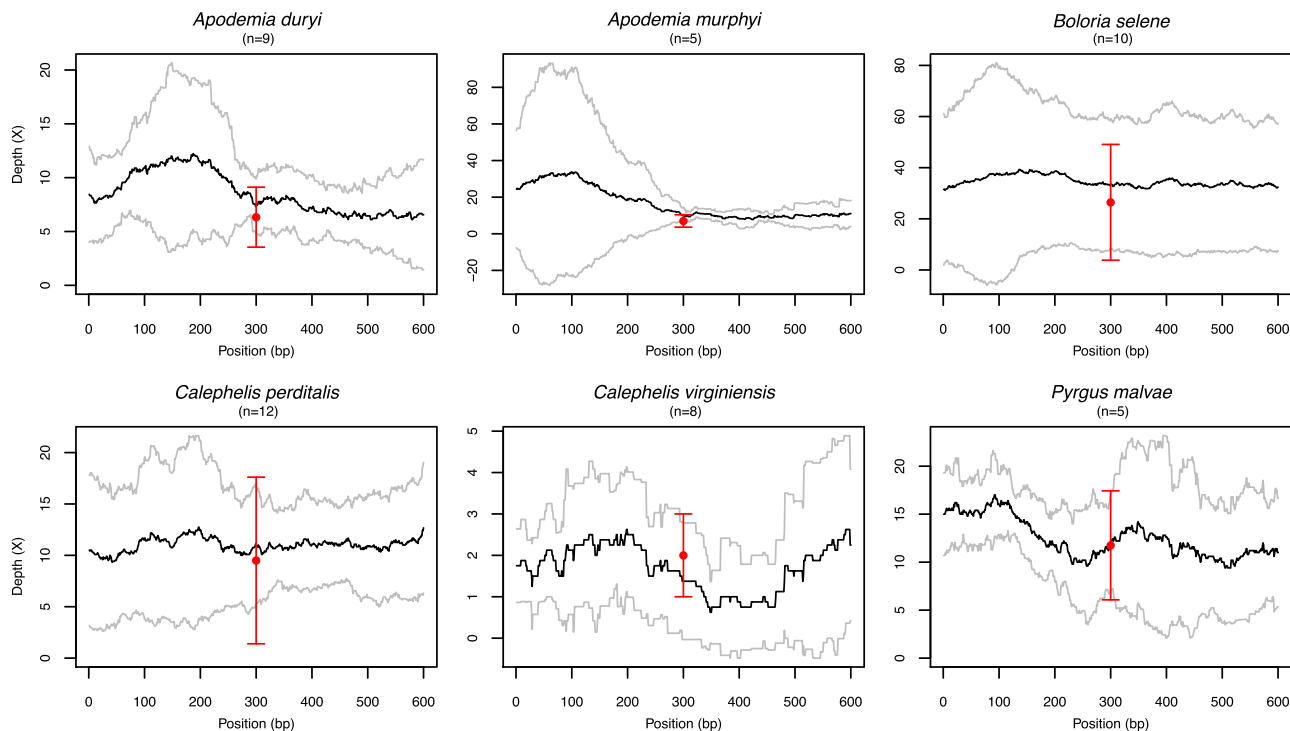 Apodemia duryi
(n=9)
Depth (X)
0
5
10
15
20
0 100 200 300 400 500 600
Position (bp)
Apodemia murphyi
(n=5)
−20
0
20
40
60
80
0 100 200 300 400 500 600
Position (bp)
Boloria selene
(n=10)
0
20
40
60
80
0 100 200 300 400 500 600
Position (bp)
Calephelis perditalis
(n=12)
Depth (X)
0
5
10
15
20
0 100 200 300 400 500 600
Position (bp)
Calephelis virginiensis
(n=8)
0
1
2
3
4
5
0 100 200 300 400 500 600
Position (bp)
Pyrgus malvae
(n=5)
0
5
10
15
20
0 100 200 300 400 500 600
Position (bp)